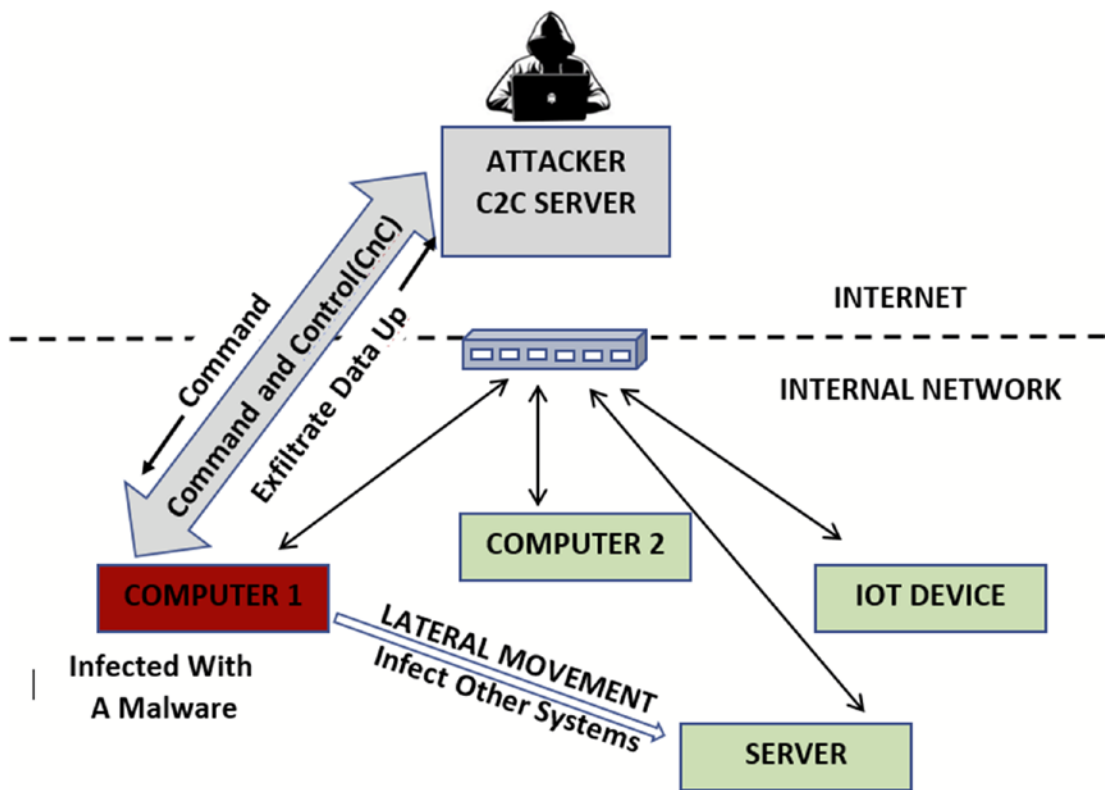 ATTACKER
C2C SERVER
INTERNET
INTERNAL NETWORK
Command
Command and Control(CnC)
Exfiltrate Data Up
COMPUTER 2
COMPUTER 1
IOT DEVICE
Infected With
A Malware
LATERAL MOVEMENT
Infect Other Systems
SERVER